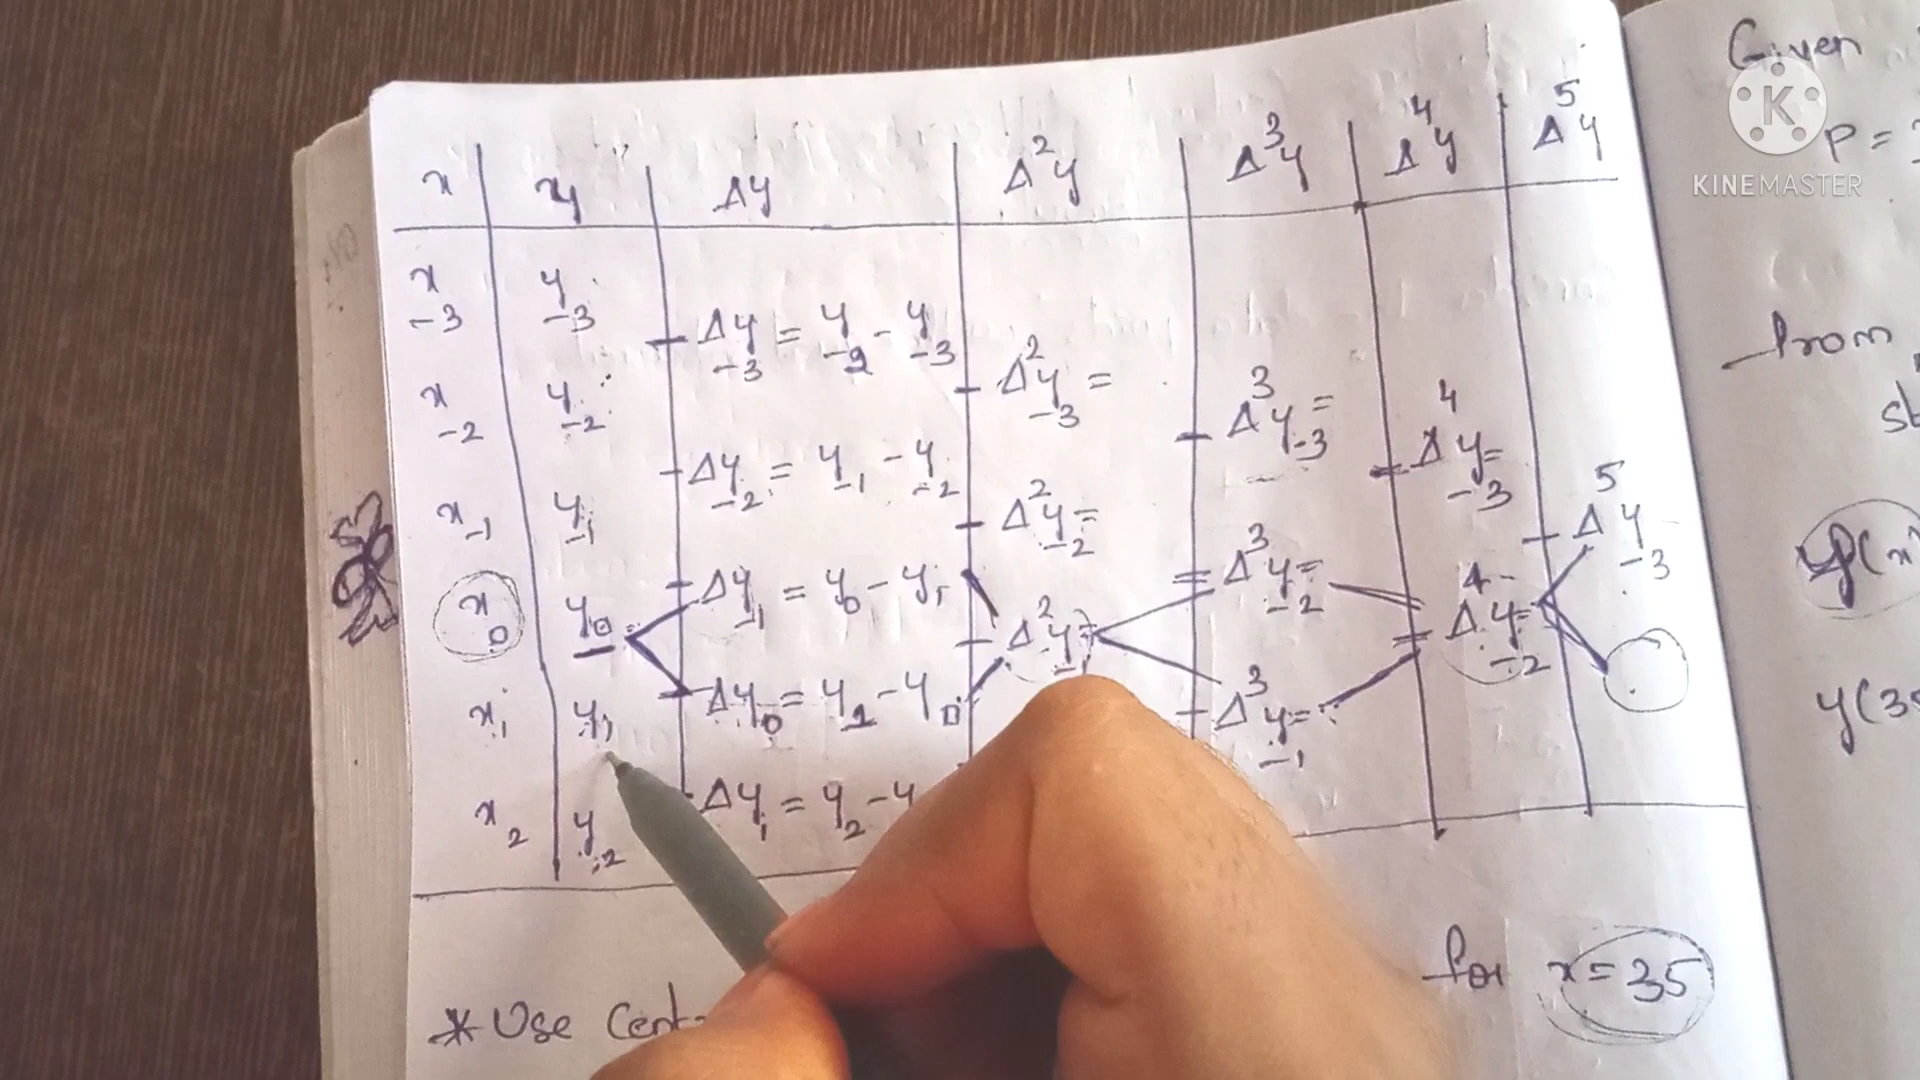 x y Δy Δ²y Δ³y Δ⁴y Δ⁵y
x₋₃ y₋₃
Δy₋₃ = y₋₂ - y₋₃
Δ²y₋₃ =
x₋₂ y₋₂ Δ³y₋₃ =
Δy₋₂ = y₋₁ - y₋₂ Δ⁴y₋₃ =
x₋₁ y₋₁ Δ²y₋₂ = Δ⁵y₋₃
Δy₋₁ = y₀ - y₋₁ Δ³y₋₂ =
x₀ y₀ Δ²y₋₁ = Δ⁴y₋₂ =
Δy₀ = y₁ - y₀ Δ³y₋₁ =
x₁ y₁
Δy₁ = y₂ - y
x₂ y₂
* Use
for x = 35
Given
P =
from
y(x
y(35
K
KINEMASTER